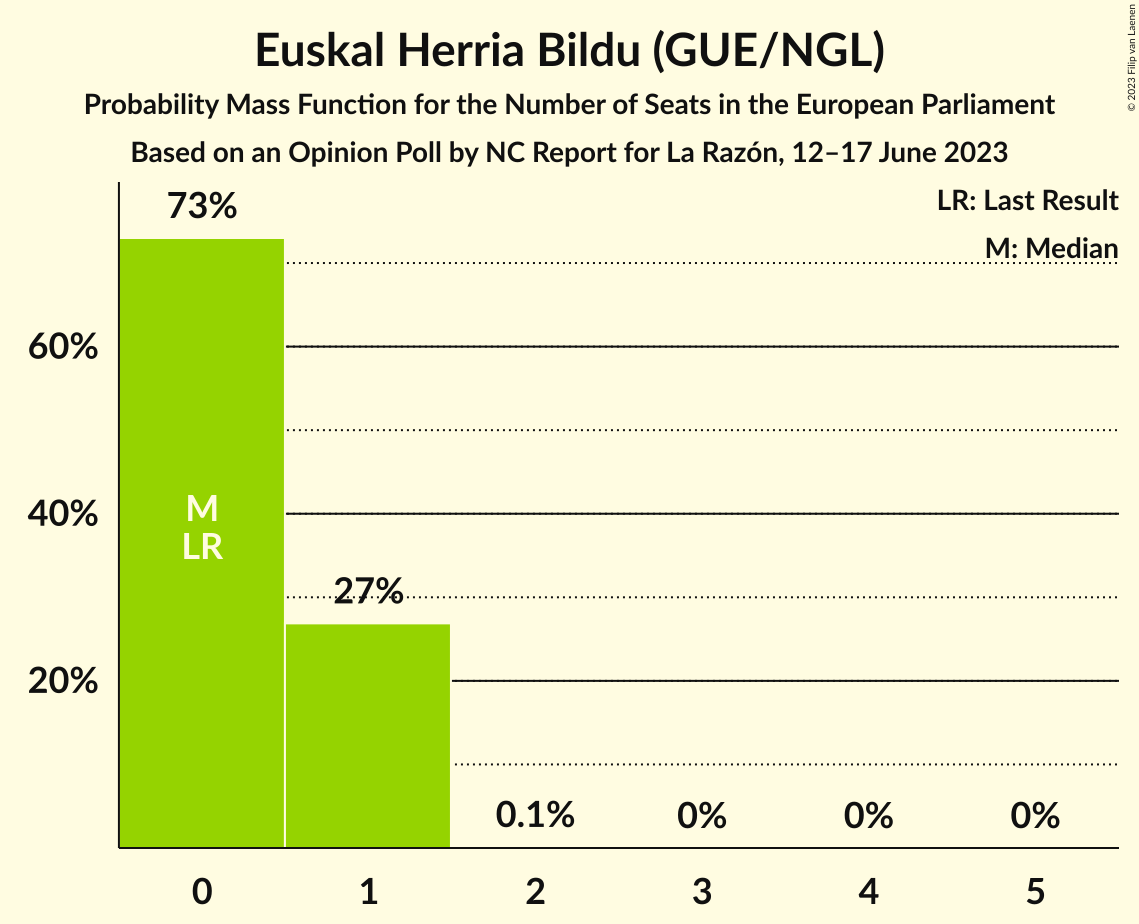 Euskal Herria Bildu (GUE/NGL)
Probability Mass Function for the Number of Seats in the European Parliament
Based on an Opinion Poll by NC Report for La Razón, 12–17 June 2023
© 2023 Filip van Laenen
LR: Last Result
M: Median
73%
60%
40%
20%
M
LR
27%
0.1%
0%
0%
0%
0
1
2
3
4
5